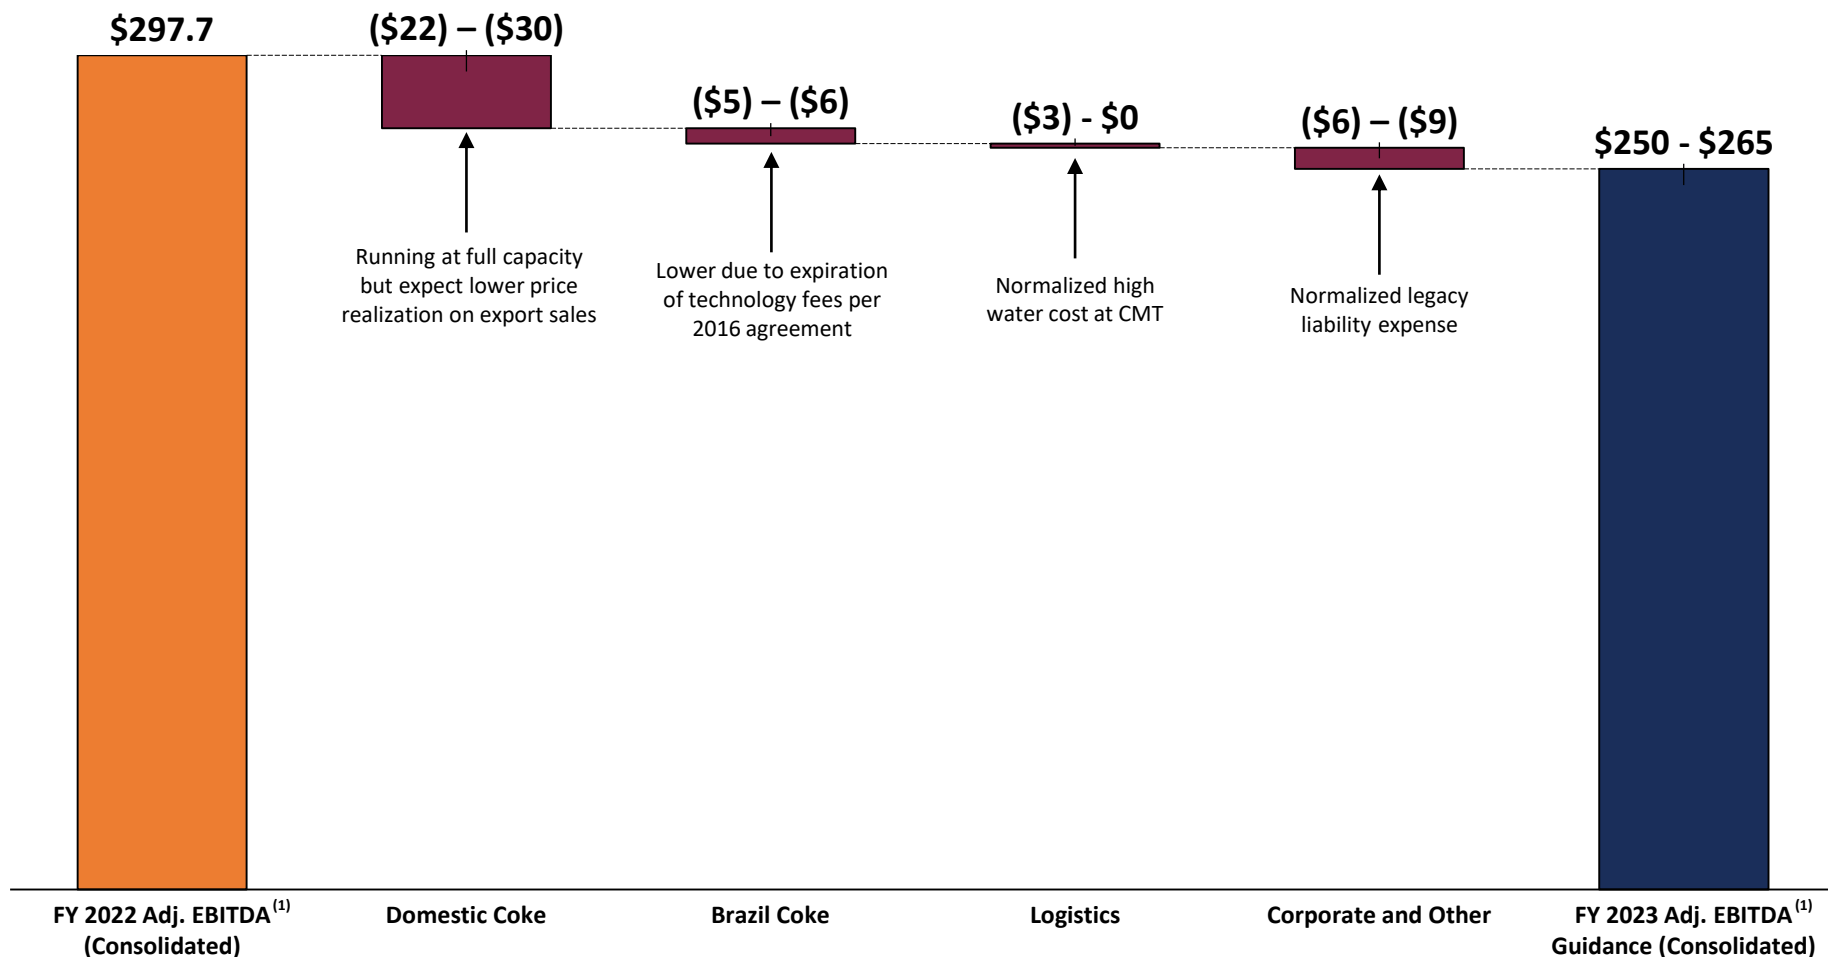 $297.7
($22) – ($30)
($5) – ($6)
($3) - $0
($6) – ($9)
$250 - $265
Running at full capacity
but expect lower price
realization on export sales
Lower due to expiration
of technology fees per
2016 agreement
Normalized high
water cost at CMT
Normalized legacy
liability expense
FY 2022 Adj. EBITDA(1)
(Consolidated)
Domestic Coke
Brazil Coke
Logistics
Corporate and Other
FY 2023 Adj. EBITDA(1)
Guidance (Consolidated)